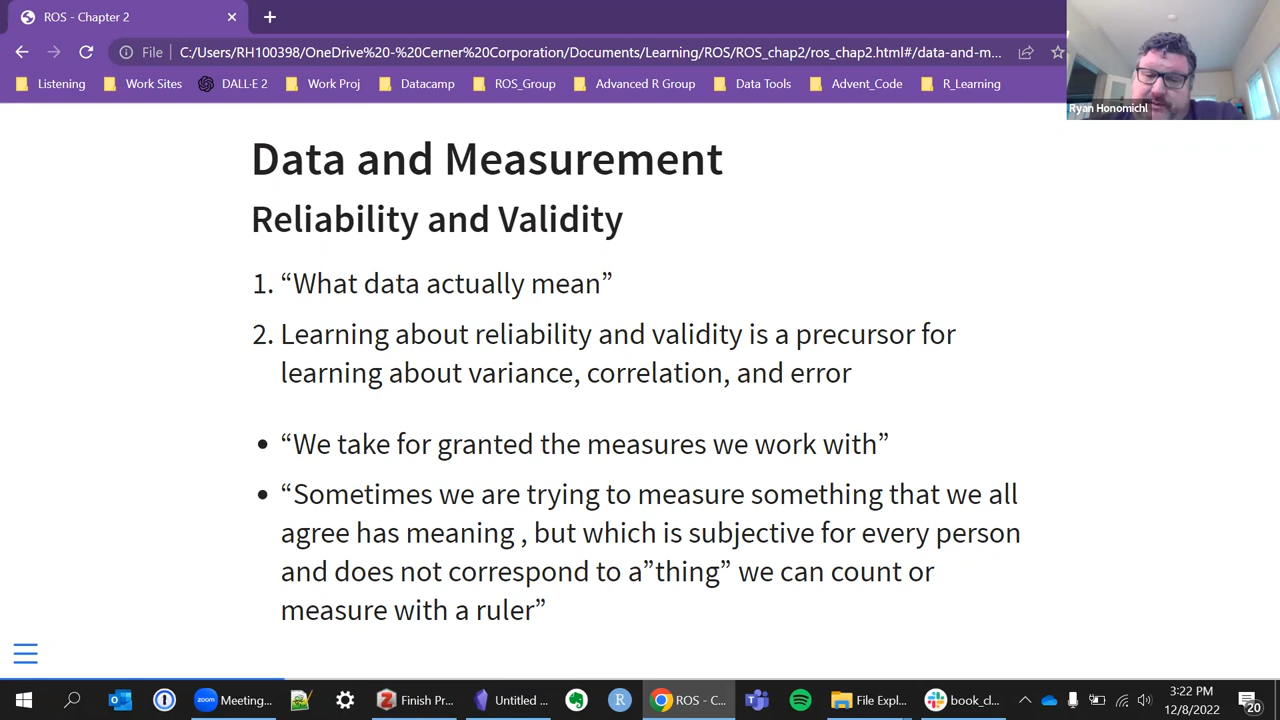 ROS - Chapter 2
File C:/Users/RH100398/OneDrive%20-%20Cerner%20Corporation/Documents/Learning/ROS/ROS_chap2/ros_chap2.html#/data-and-m...
Listening Work Sites DALL·E 2 Work Proj Datacamp ROS_Group Advanced R Group Data Tools Advent_Code R_Learning
Ryan Honomichl
Data and Measurement
Reliability and Validity
1. “What data actually mean”
2. Learning about reliability and validity is a precursor for
learning about variance, correlation, and error
• “We take for granted the measures we work with”
• “Sometimes we are trying to measure something that we all
agree has meaning , but which is subjective for every person
and does not correspond to a”thing” we can count or
measure with a ruler”
zoom Meeting... Finish Pr... Untitled ... R ROS - C... File Expl... book_cl...
3:22 PM
12/8/2022
20